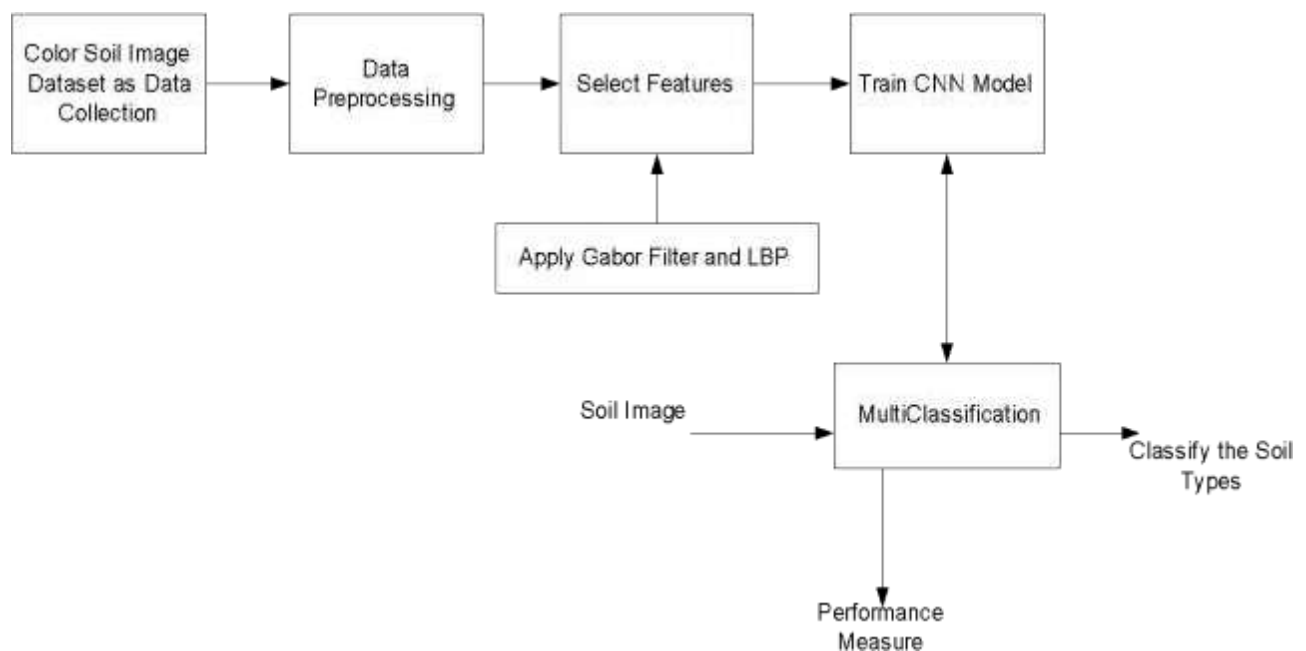 Color Soil Image
Dataset as Data
Collection
Data
Preprocessing
Select Features
Train CNN Model
Apply Gabor Filter and LBP
Soil Image
MultiClassification
Classify the Soil
Types
Performance
Measure